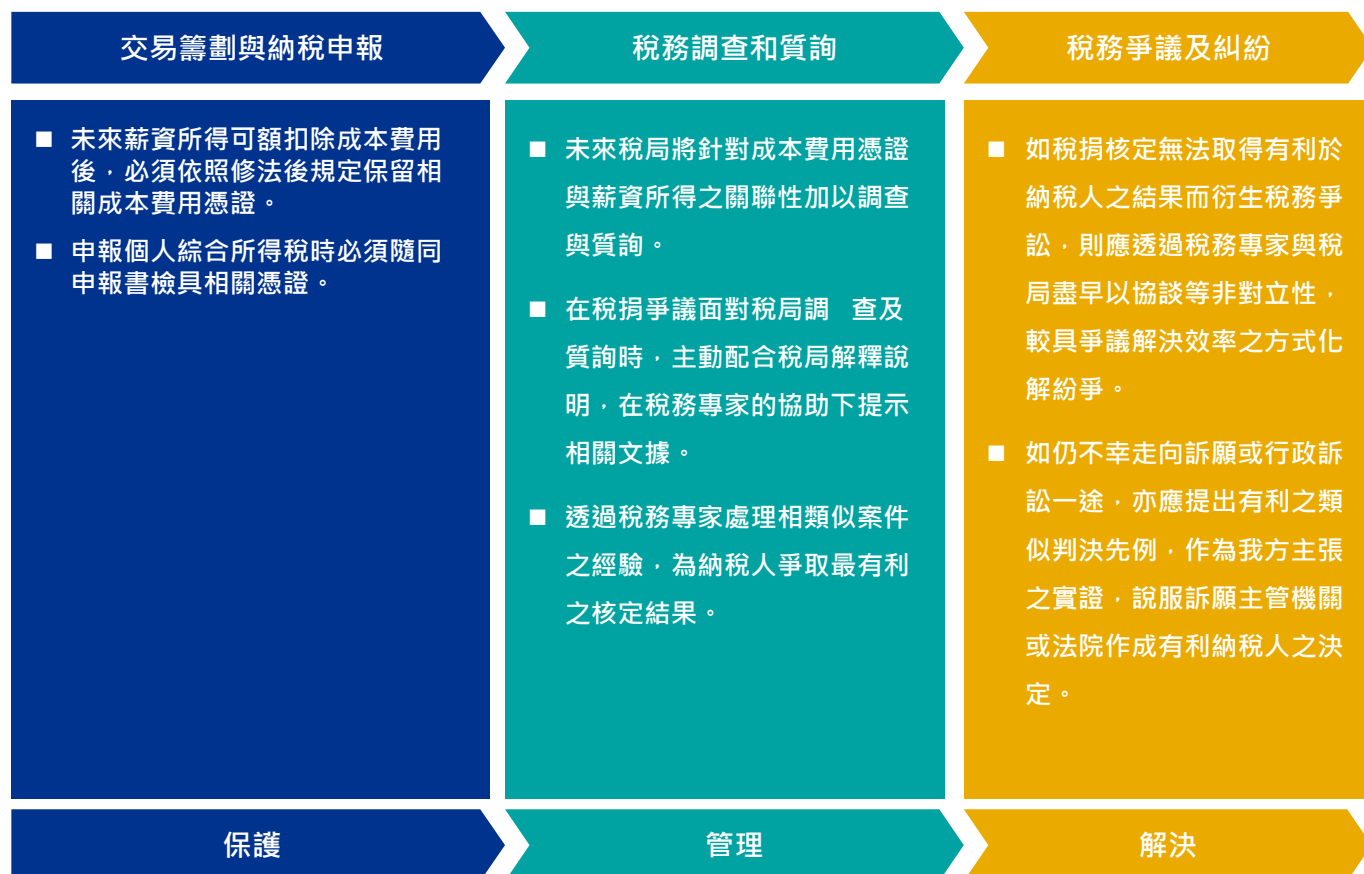 交易籌劃與納稅申報
稅務調查和質詢
稅務爭議及糾紛
■ 未來薪資所得可額扣除成本費用
後，必須依照修法後規定保留相
關成本費用憑證。
■ 申報個人綜合所得稅時必須隨同
申報書檢具相關憑證。
■ 未來稅局將針對成本費用憑證
與薪資所得之關聯性加以調查
與質詢。
■ 在稅捐爭議面對稅局調 查及
質詢時，主動配合稅局解釋說
明，在稅務專家的協助下提示
相關文據。
■ 透過稅務專家處理相類似案件
之經驗，為納稅人爭取最有利
之核定結果。
■ 如稅捐核定無法取得有利於
納稅人之結果而衍生稅務爭
訟，則應透過稅務專家與稅
局盡早以協談等非對立性，
較具爭議解決效率之方式化
解紛爭。
■ 如仍不幸走向訴願或行政訴
訟一途，亦應提出有利之類
似判決先例，作為我方主張
之實證，說服訴願主管機關
或法院作成有利納稅人之決
定。
保護
管理
解決